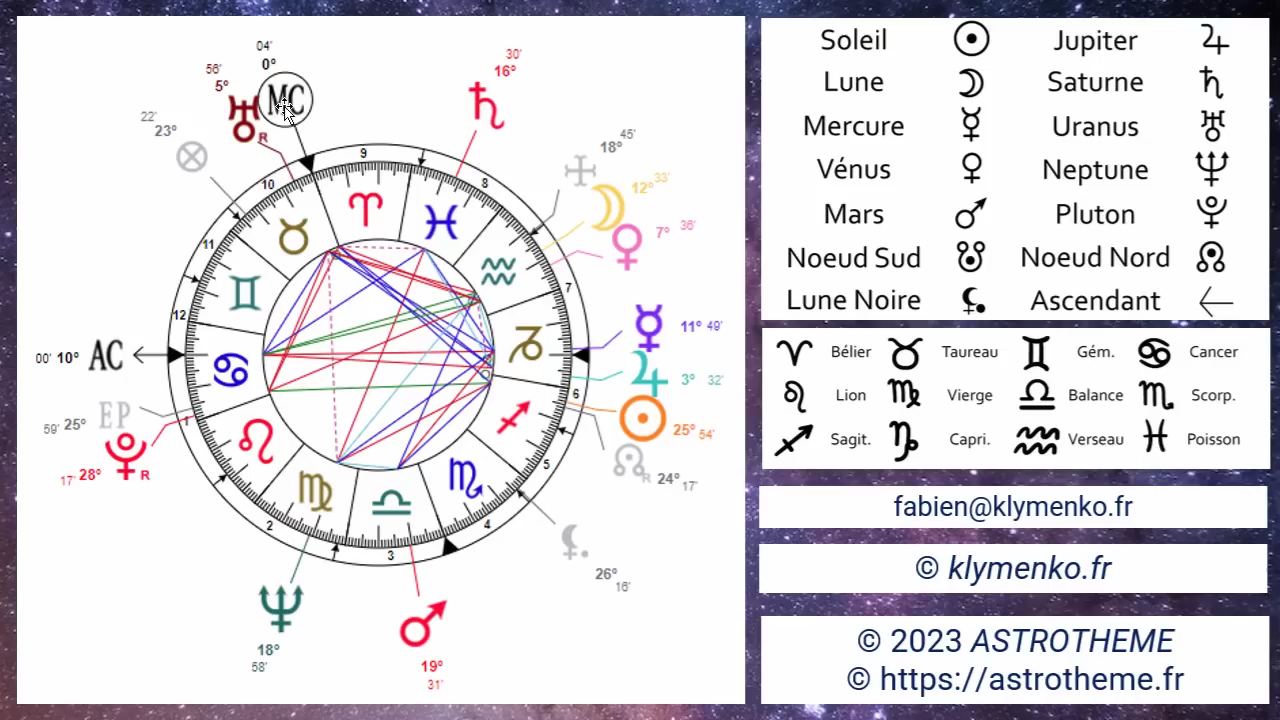 04'
0°
MC
56'
5°
R
22'
23°
30'
16°
45'
18°
12° 33'
7° 36'
11° 49'
3° 32'
25° 54'
24° 17'
R
26°
16'
19°
31'
18°
58'
17' 28°
R
59' 25°
EP
00' 10° AC
1
2
3
4
5
6
7
8
9
10
11
12
Soleil Jupiter
Lune Saturne
Mercure Uranus
Vénus Neptune
Mars Pluton
Noeud Sud Noeud Nord
Lune Noire Ascendant
Bélier Taureau Gém. Cancer
Lion Vierge Balance Scorp.
Sagit. Capri. Verseau Poisson
fabien@klymenko.fr
© klymenko.fr
© 2023 ASTROTHEME
© https://astrotheme.fr